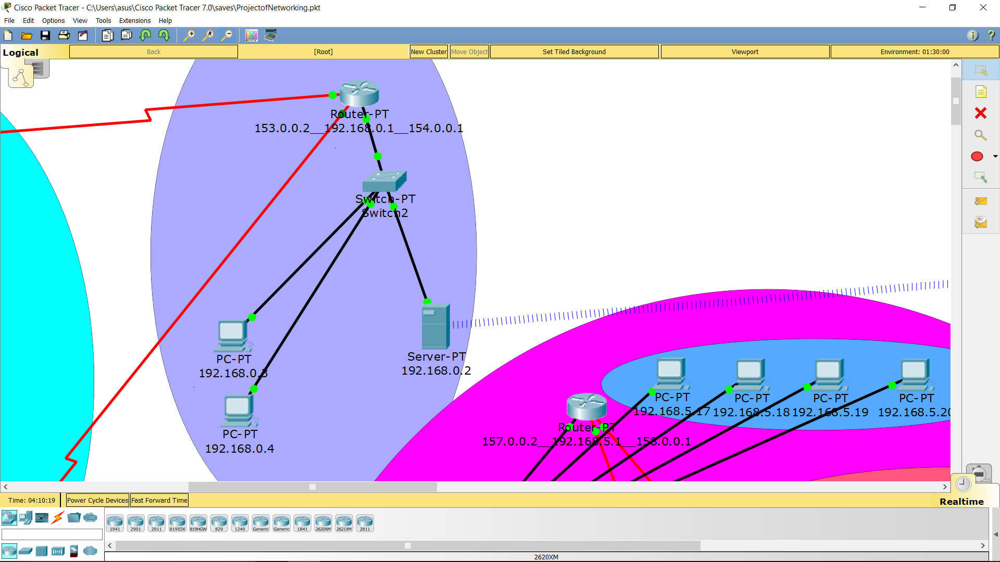 Cisco Packet Tracer - C:\Users\asus\Cisco Packet Tracer 7.0\saves\ProjectofNetworking.pkt
File Edit Options View Tools Extensions Help
Logical
Back
[Root]
New Cluster
Move Object
Set Tiled Background
Viewport
Environment: 01:30:00
Router-PT
153.0.0.2__192.168.0.1__154.0.0.1
Switch-PT
Switch2
PC-PT
192.168.0.3
Server-PT
192.168.0.2
PC-PT
192.168.0.4
PC-PT
192.168.5.17
PC-PT
192.168.5.18
PC-PT
192.168.5.19
PC-PT
192.168.5.20
Router-PT
157.0.0.2__192.168.5.1__158.0.0.1
Time: 04:10:19
Power Cycle Devices
Fast Forward Time
Realtime
1941 2901 2911 819IOX 819HGW 829 1240 Generic Generic 1841 2620XM 2621XM 2811
2620XM